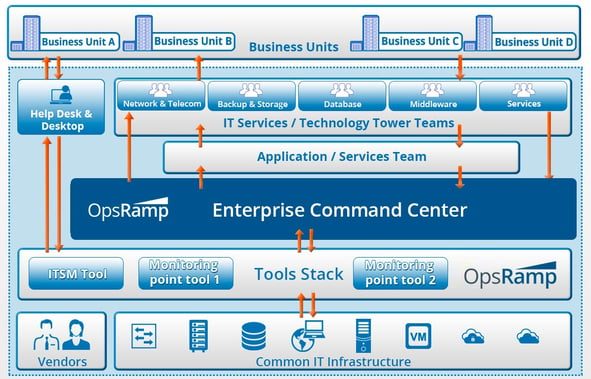 Business Unit A
Business Unit B
Business Units
Business Unit C
Business Unit D
Help Desk &
Desktop
Network & Telecom
Backup & Storage
Database
Middleware
Services
IT Services / Technology Tower Teams
Application / Services Team
OpsRamp
Enterprise Command Center
ITSM Tool
Monitoring
point tool 1
Tools Stack
Monitoring
point tool 2
OpsRamp
Vendors
VM
Common IT Infrastructure